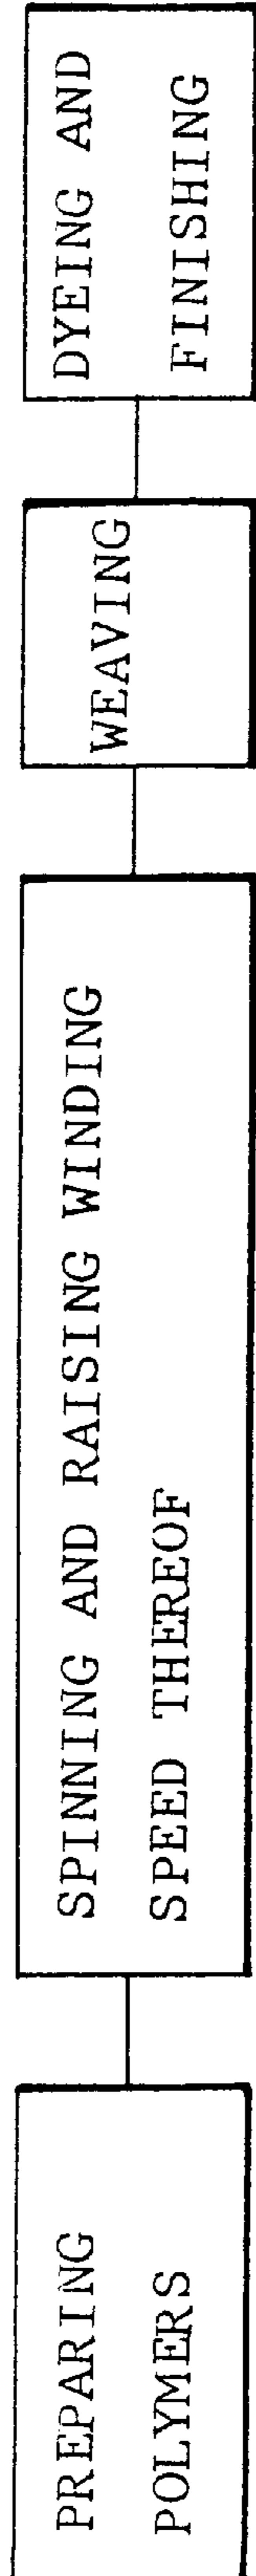 PREPARING
POLYMERS
SPINNING AND RAISING WINDING
SPEED THEREOF
WEAVING
DYEING AND
FINISHING